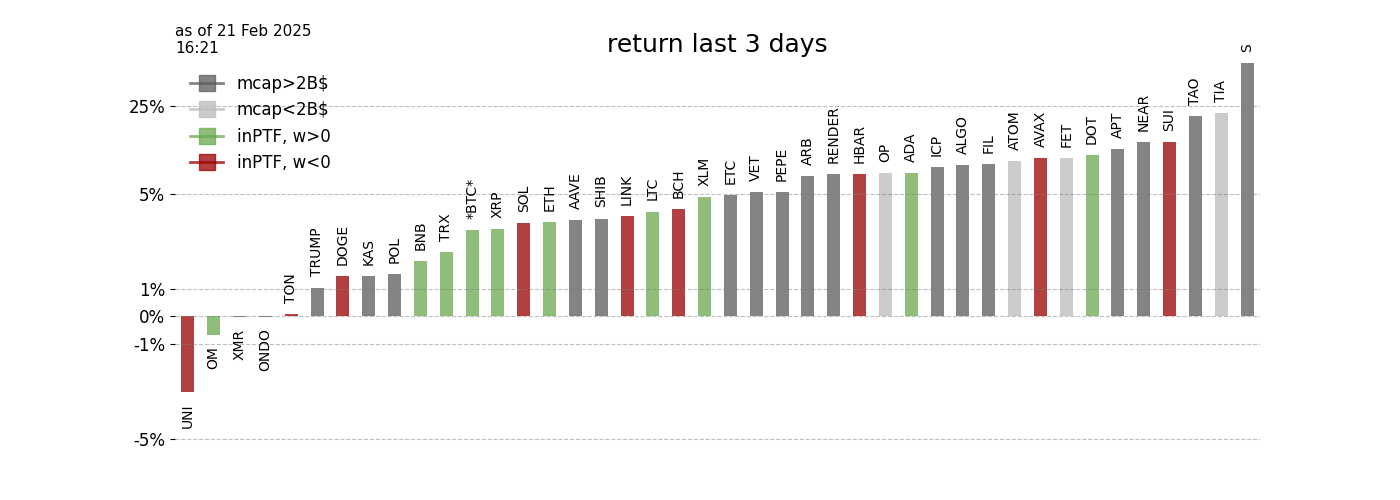 as of 21 Feb 2025
16:21
return last 3 days
mcap>2B$
mcap<2B$
inPTF, w>0
inPTF, w<0
25%
5%
1%
0%
-1%
-5%
UNI
OM
XMR
ONDO
TON
TRUMP
DOGE
KAS
POL
BNB
TRX
*BTC*
XRP
SOL
ETH
AAVE
SHIB
LINK
LTC
BCH
XLM
ETC
VET
PEPE
ARB
RENDER
HBAR
OP
ADA
ICP
ALGO
FIL
ATOM
AVAX
FET
DOT
APT
NEAR
SUI
TAO
TIA
S